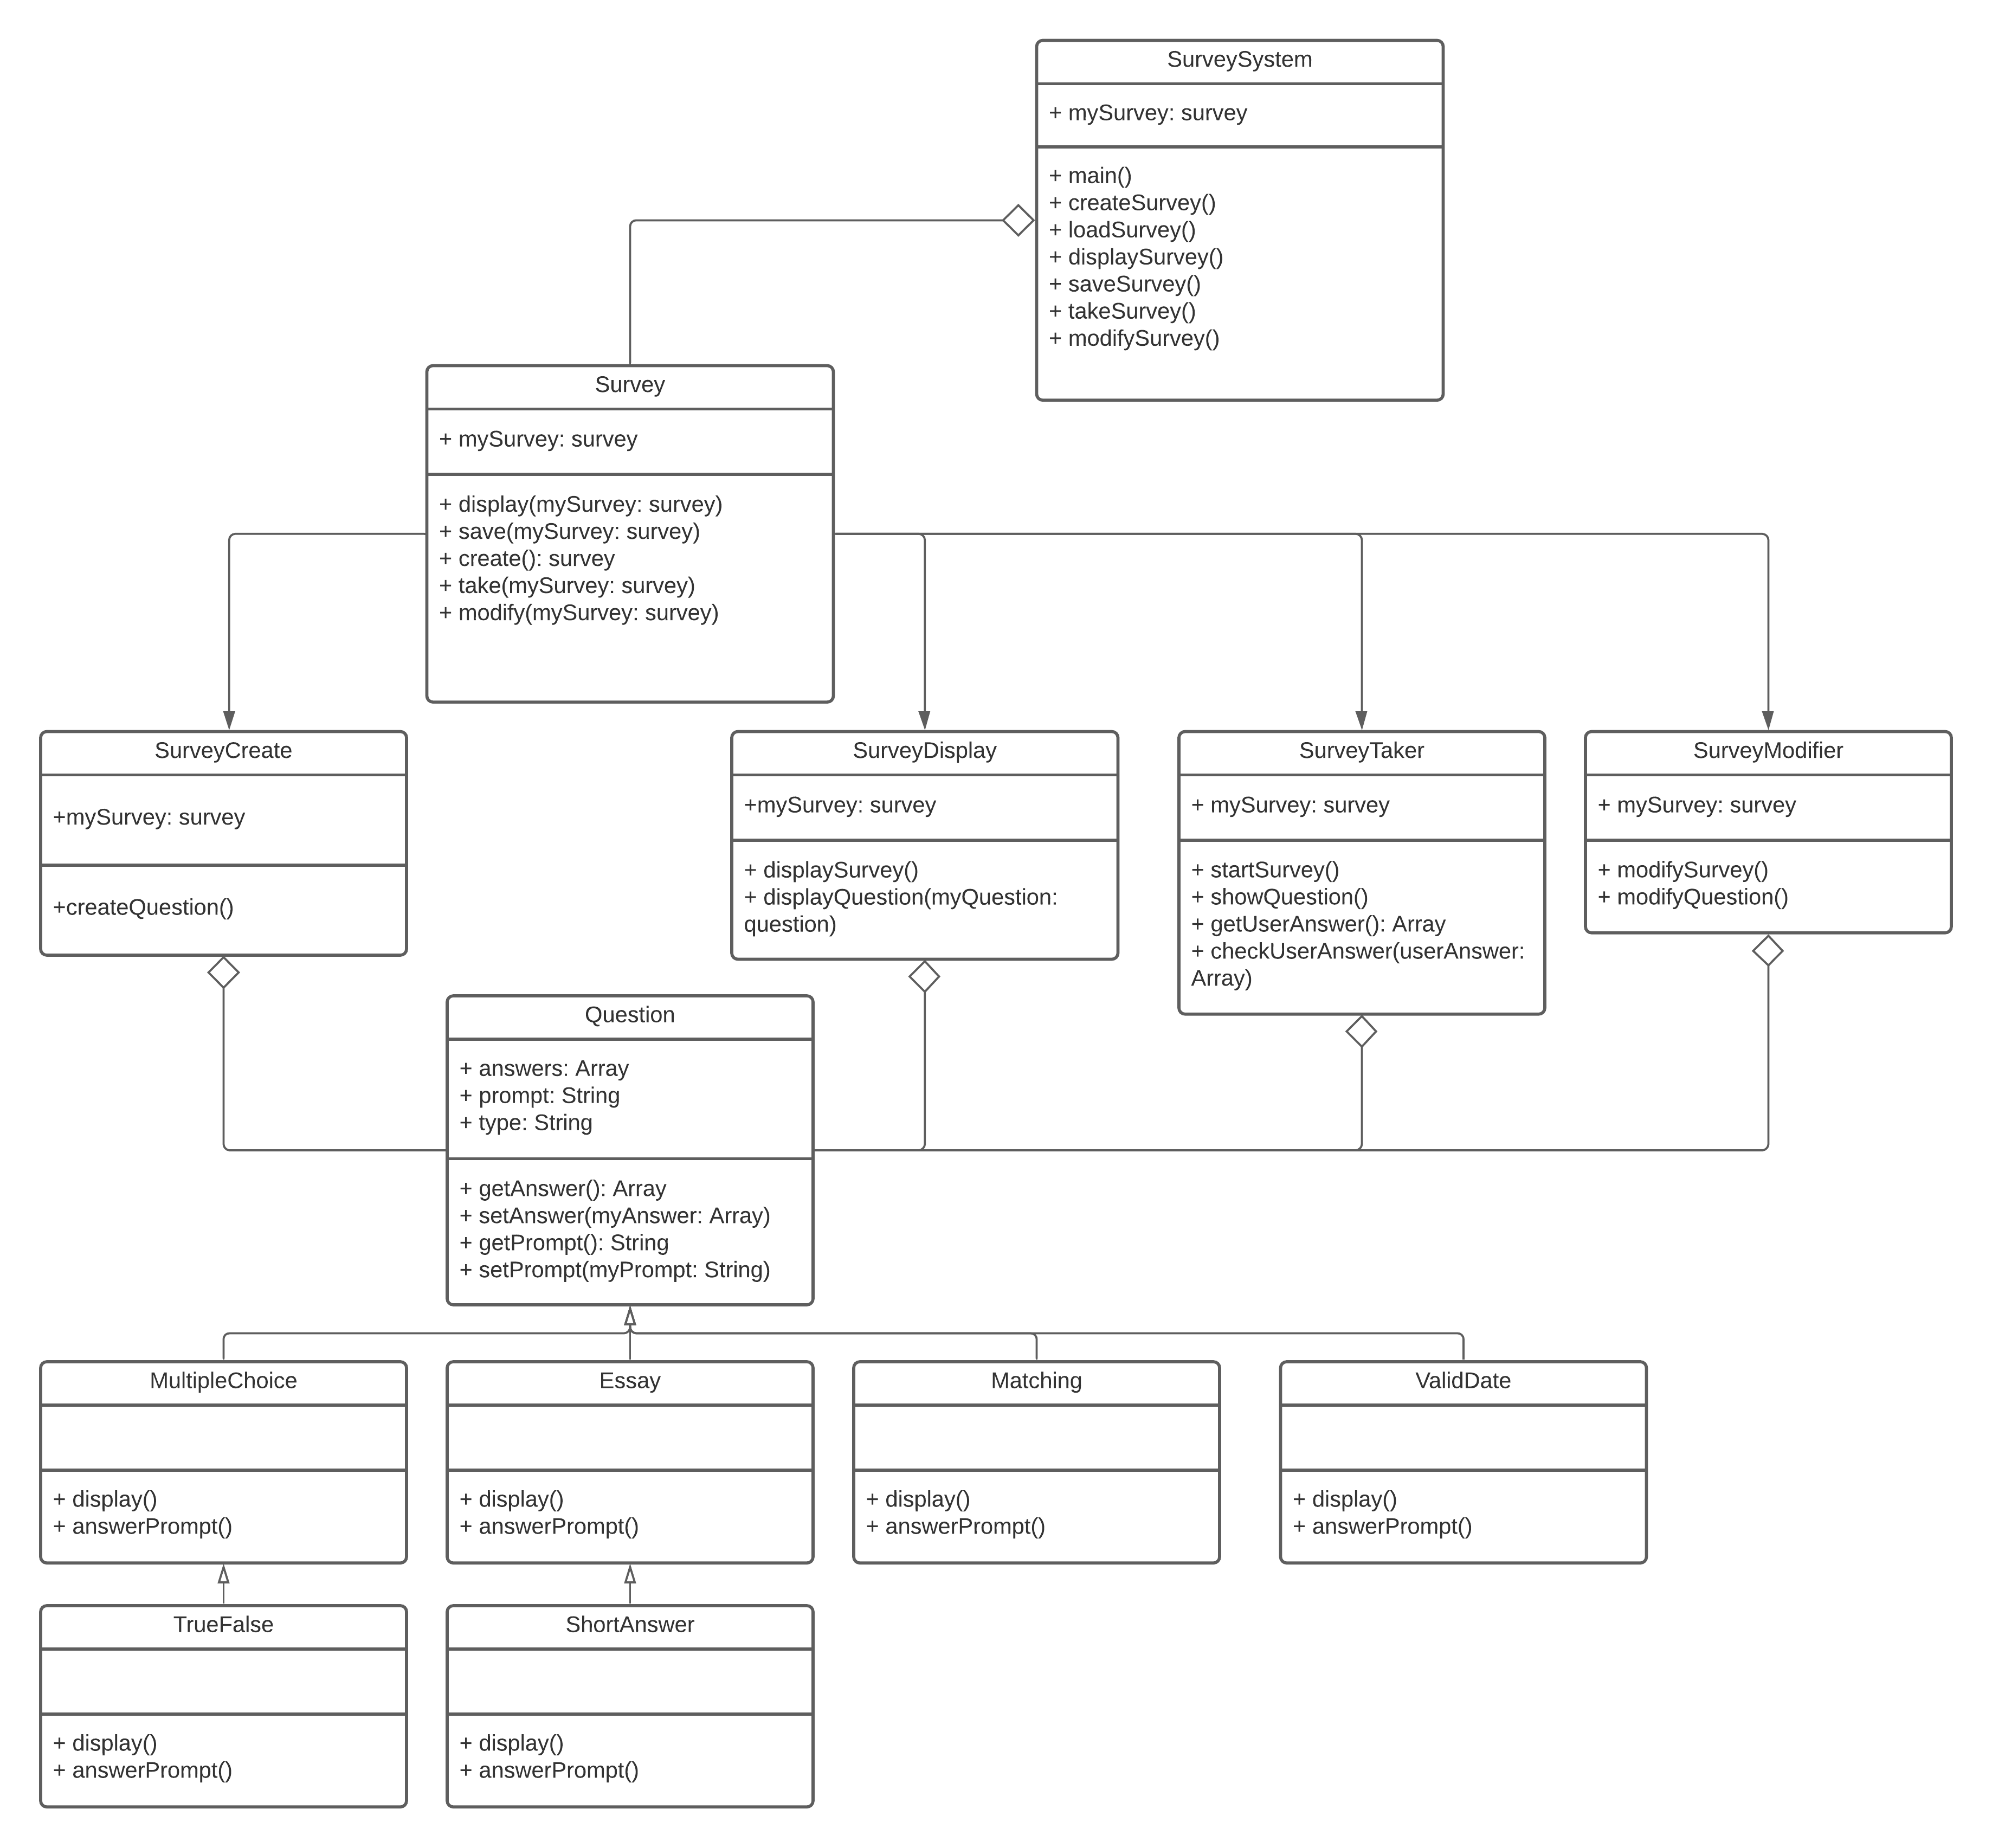 SurveySystem
+ mySurvey: survey
+ main()
+ createSurvey()
+ loadSurvey()
+ displaySurvey()
+ saveSurvey()
+ takeSurvey()
+ modifySurvey()
Survey
+ mySurvey: survey
+ display(mySurvey: survey)
+ save(mySurvey: survey)
+ create(): survey
+ take(mySurvey: survey)
+ modify(mySurvey: survey)
SurveyCreate
+mySurvey: survey
+createQuestion()
SurveyDisplay
+mySurvey: survey
+ displaySurvey()
+ displayQuestion(myQuestion:
question)
SurveyTaker
+ mySurvey: survey
+ startSurvey()
+ showQuestion()
+ getUserAnswer(): Array
+ checkUserAnswer(userAnswer:
Array)
SurveyModifier
+ mySurvey: survey
+ modifySurvey()
+ modifyQuestion()
Question
+ answers: Array
+ prompt: String
+ type: String
+ getAnswer(): Array
+ setAnswer(myAnswer: Array)
+ getPrompt(): String
+ setPrompt(myPrompt: String)
MultipleChoice
+ display()
+ answerPrompt()
Essay
+ display()
+ answerPrompt()
Matching
+ display()
+ answerPrompt()
ValidDate
+ display()
+ answerPrompt()
TrueFalse
+ display()
+ answerPrompt()
ShortAnswer
+ display()
+ answerPrompt()